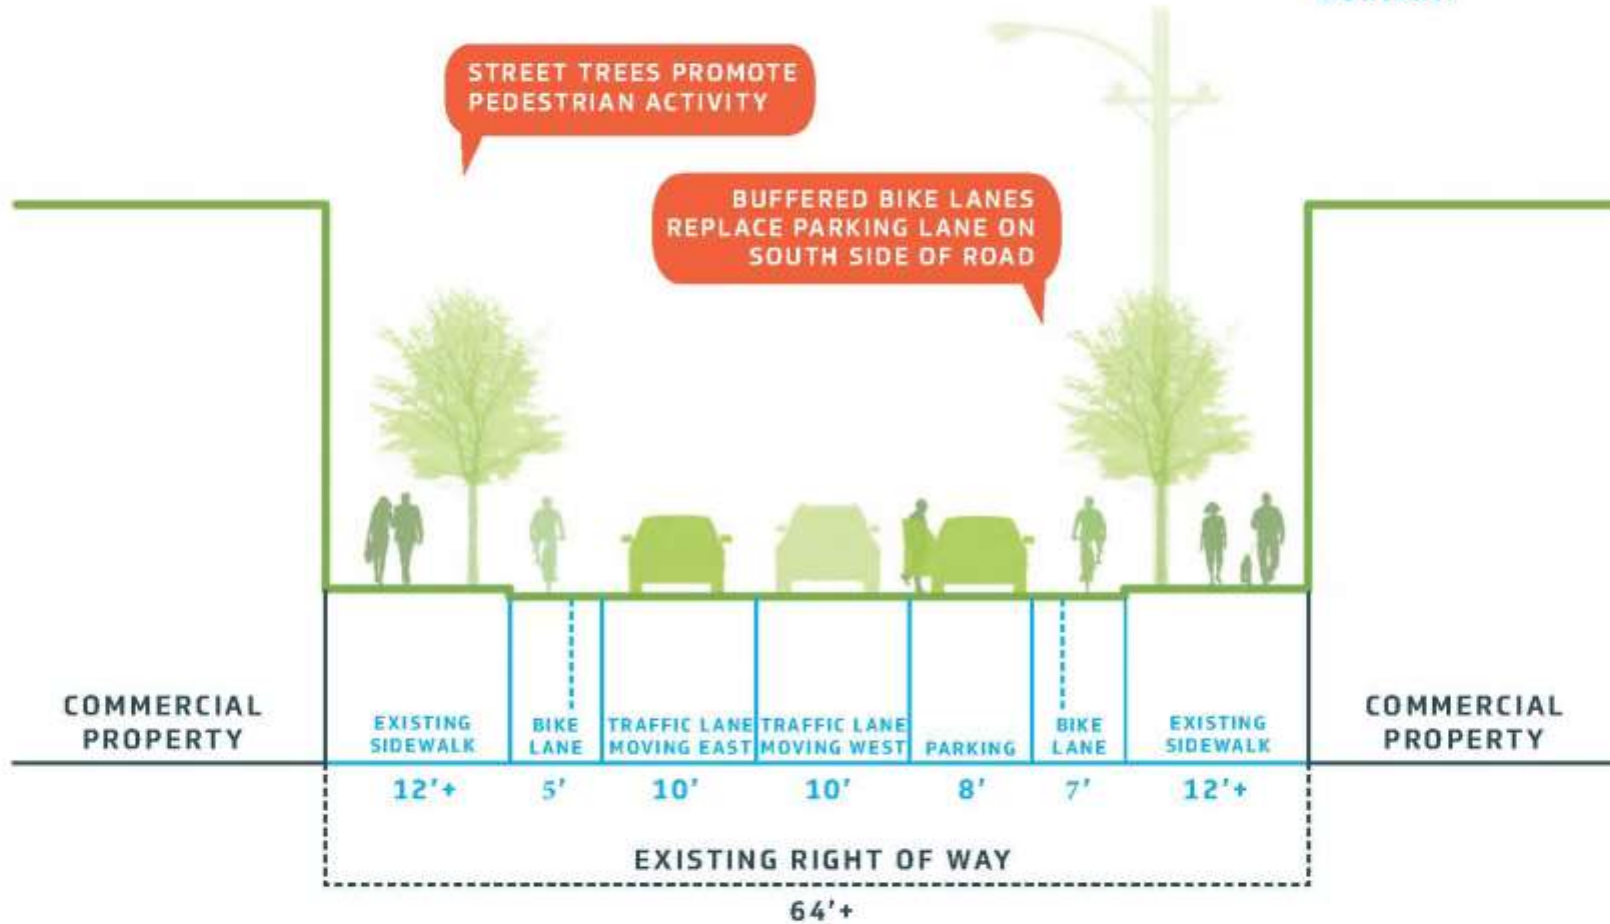 STREET TREES PROMOTE
PEDESTRIAN ACTIVITY
BUFFERED BIKE LANES
REPLACE PARKING LANE ON
SOUTH SIDE OF ROAD
COMMERCIAL
PROPERTY
EXISTING
SIDEWALK
BIKE
LANE
TRAFFIC LANE
MOVING EAST
TRAFFIC LANE
MOVING WEST
PARKING
BIKE
LANE
EXISTING
SIDEWALK
COMMERCIAL
PROPERTY
12'+
5'
10'
10'
8'
7'
12'+
EXISTING RIGHT OF WAY
64'+